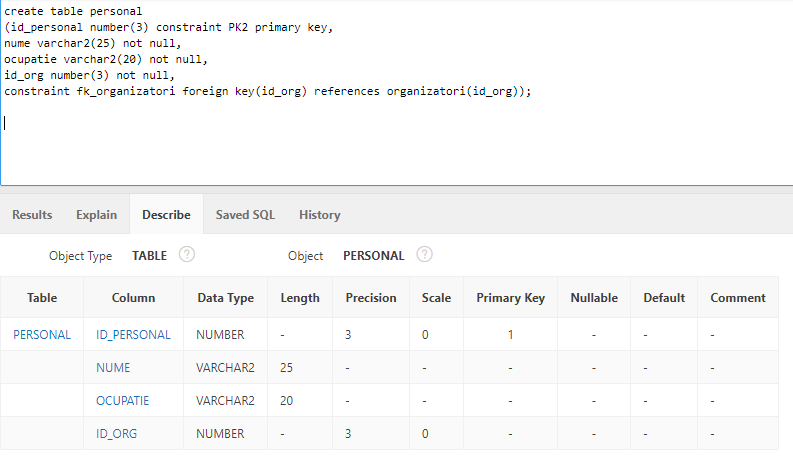 create table personal
(id_personal number(3) constraint PK2 primary key,
nume varchar2(25) not null,
ocupatie varchar2(20) not null,
id_org number(3) not null,
constraint fk_organizatori foreign key(id_org) references organizatori(id_org));
Results Explain Describe Saved SQL History
Object Type TABLE ? Object PERSONAL ?
Table Column Data Type Length Precision Scale Primary Key Nullable Default Comment
PERSONAL ID_PERSONAL NUMBER - 3 0 1 - - -
NUME VARCHAR2 25 - - - - - -
OCUPATIE VARCHAR2 20 - - - - - -
ID_ORG NUMBER - 3 0 - - - -